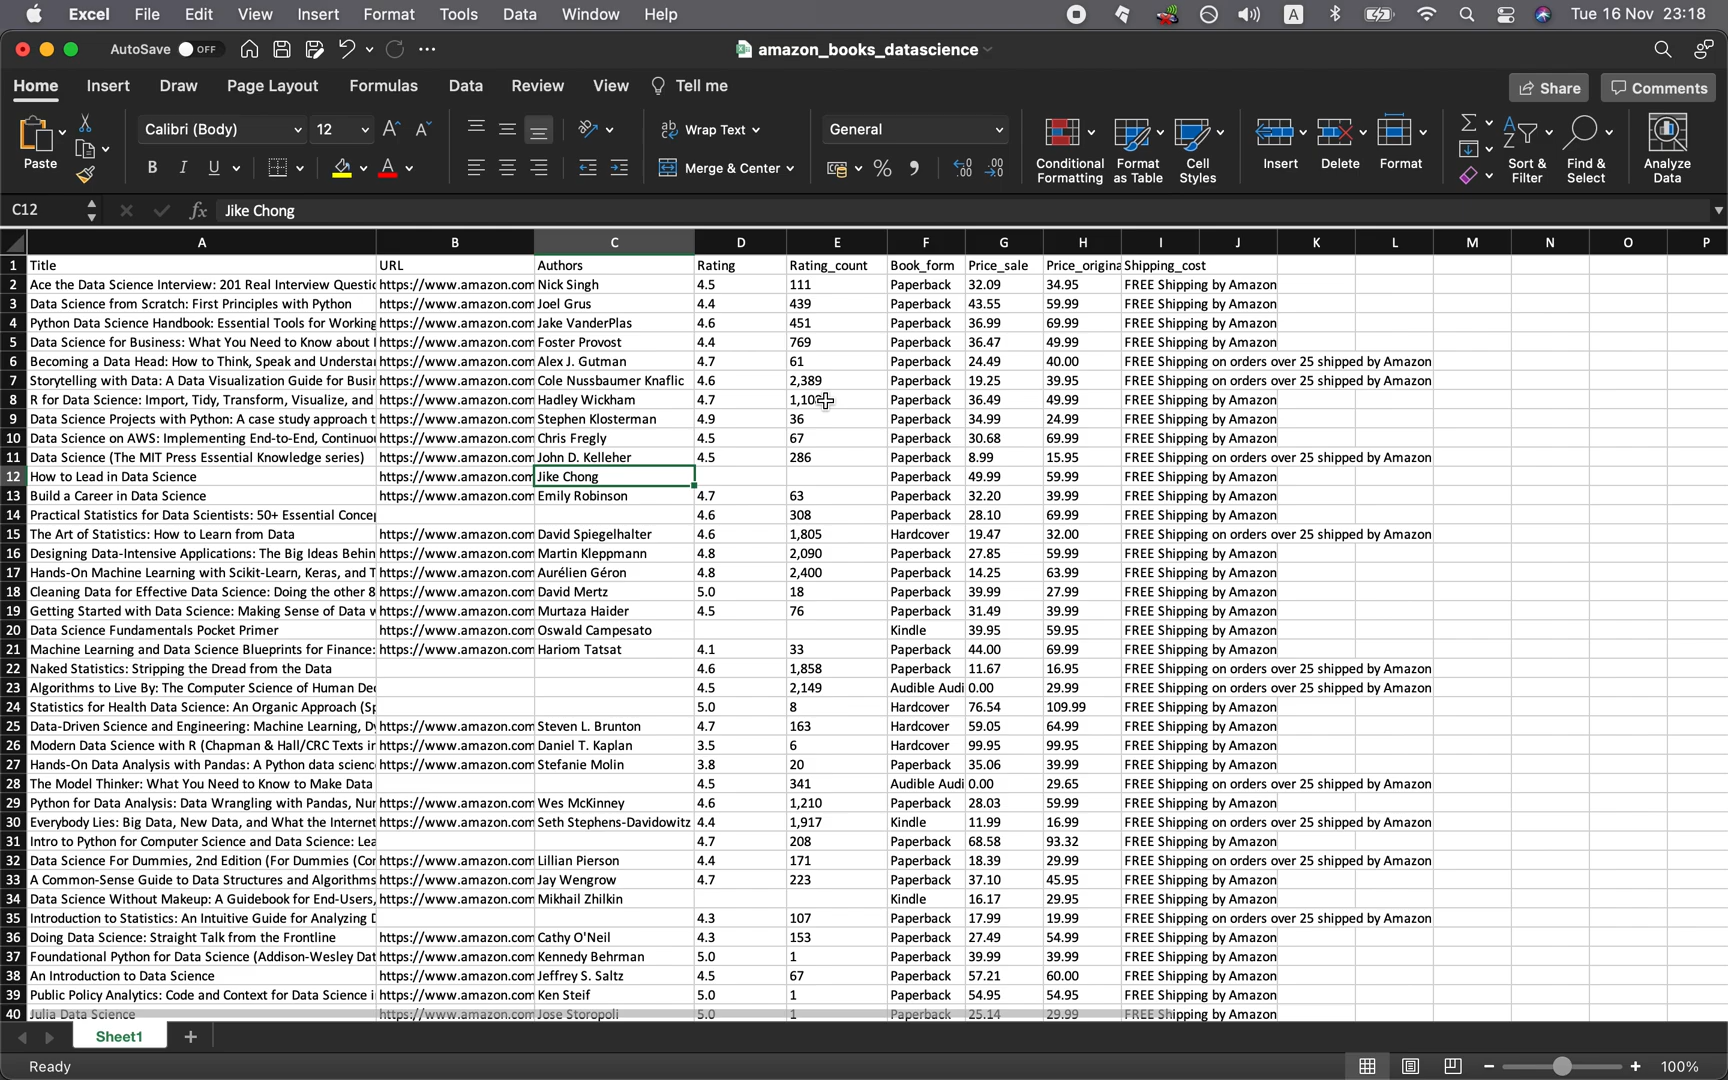 Excel File Edit View Insert Format Tools Data Window Help A Tue 16 Nov 23:18
AutoSave OFF amazon_books_datascience
Home Insert Draw Page Layout Formulas Data Review View Tell me Share Comments
Paste Calibri (Body) 12 Wrap Text General Conditional Formatting Format as Table Cell Styles Insert Delete Format Sort & Filter Find & Select Analyze Data
B I U A Merge & Center %
C12 fx Jike Chong
A B C D E F G H I J K L M N O P
1 Title URL Authors Rating Rating_count Book_form Price_sale Price_origina Shipping_cost
2 Ace the Data Science Interview: 201 Real Interview https://www.amazon.com Nick Singh 4.5 111 Paperback 32.09 34.95 FREE Shipping by Amazon
3 Data Science from Scratch: First Principles with Python https://www.amazon.com Joel Grus 4.4 439 Paperback 43.55 59.99 FREE Shipping by Amazon
4 Python Data Science Handbook: Essential Tools for Working https://www.amazon.com Jake VanderPlas 4.6 451 Paperback 36.99 69.99 FREE Shipping by Amazon
5 Data Science for Business: What You Need to Know about https://www.amazon.com Foster Provost 4.4 769 Paperback 36.47 49.99 FREE Shipping by Amazon
6 Becoming a Data Head: How to Think, Speak and Understa https://www.amazon.com Alex J. Gutman 4.7 61 Paperback 24.49 40.00 FREE Shipping on orders over 25 shipped by Amazon
7 Storytelling with Data: A Data Visualization Guide for Busir https://www.amazon.com Cole Nussbaumer Knaflic 4.6 2,389 Paperback 19.25 39.95 FREE Shipping on orders over 25 shipped by Amazon
8 R for Data Science: Import, Tidy, Transform, Visualize, and https://www.amazon.com Hadley Wickham 4.7 Paperback 36.49 49.99 FREE Shipping by Amazon
9 Data Science Projects with Python: A case study approach t https://www.amazon.com Stephen Klosterman 4.9 36 Paperback 34.99 24.99 FREE Shipping by Amazon
10 Data Science on AWS: Implementing End-to-End, Continuou https://www.amazon.com Chris Fregly 4.5 67 Paperback 30.68 69.99 FREE Shipping by Amazon
11 Data Science (The MIT Press Essential Knowledge series) https://www.amazon.com John D. Kelleher 4.5 286 Paperback 8.99 15.95 FREE Shipping on orders over 25 shipped by Amazon
12 How to Lead in Data Science https://www.amazon.com Jike Chong Paperback 49.99 59.99 FREE Shipping by Amazon
13 Build a Career in Data Science https://www.amazon.com Emily Robinson 4.7 63 Paperback 32.20 39.99 FREE Shipping by Amazon
14 Practical Statistics for Data Scientists: 50+ Essential Concep 4.6 308 Paperback 28.10 69.99 FREE Shipping by Amazon
15 The Art of Statistics: How to Learn from Data https://www.amazon.com David Spiegelhalter 4.6 1,805 Hardcover 19.47 32.00 FREE Shipping on orders over 25 shipped by Amazon
16 Designing Data-Intensive Applications: The Big Ideas Behin https://www.amazon.com Martin Kleppmann 4.8 2,090 Paperback 27.85 59.99 FREE Shipping by Amazon
17 Hands-On Machine Learning with Scikit-Learn, Keras, and T https://www.amazon.com Aurélien Géron 4.8 2,400 Paperback 14.25 63.99 FREE Shipping by Amazon
18 Cleaning Data for Effective Data Science: Doing the other 8 https://www.amazon.com David Mertz 5.0 18 Paperback 39.99 27.99 FREE Shipping by Amazon
19 Getting Started with Data Science: Making Sense of Data https://www.amazon.com Murtaza Haider 4.5 76 Paperback 31.49 39.99 FREE Shipping by Amazon
20 Data Science Fundamentals Pocket Primer https://www.amazon.com Oswald Campesato Kindle 39.95 59.95 FREE Shipping by Amazon
21 Machine Learning and Data Science Blueprints for Finance: https://www.amazon.com Hariom Tatsat 4.1 33 Paperback 44.00 69.99 FREE Shipping by Amazon
22 Naked Statistics: Stripping the Dread from the Data 4.6 1,858 Paperback 11.67 16.95 FREE Shipping on orders over 25 shipped by Amazon
23 Algorithms to Live By: The Computer Science of Human Dec 4.5 2,149 Audible Audi 0.00 29.99 FREE Shipping on orders over 25 shipped by Amazon
24 Statistics for Health Data Science: An Organic Approach (Sp 5.0 8 Hardcover 76.54 109.99 FREE Shipping by Amazon
25 Data-Driven Science and Engineering: Machine Learning, Dy https://www.amazon.com Steven L. Brunton 4.7 163 Hardcover 59.05 64.99 FREE Shipping by Amazon
26 Modern Data Science with R (Chapman & Hall/CRC Texts ir https://www.amazon.com Daniel T. Kaplan 3.5 6 Hardcover 99.95 99.95 FREE Shipping by Amazon
27 Hands-On Data Analysis with Pandas: A Python data scienc https://www.amazon.com Stefanie Molin 3.8 20 Paperback 35.06 39.99 FREE Shipping by Amazon
28 The Model Thinker: What You Need to Know to Make Data 4.5 341 Audible Audi 0.00 29.65 FREE Shipping on orders over 25 shipped by Amazon
29 Python for Data Analysis: Data Wrangling with Pandas, Nur https://www.amazon.com Wes McKinney 4.6 1,210 Paperback 28.03 59.99 FREE Shipping by Amazon
30 Everybody Lies: Big Data, New Data, and What the Internet https://www.amazon.com Seth Stephens-Davidowitz 4.4 1,917 Kindle 11.99 16.99 FREE Shipping on orders over 25 shipped by Amazon
31 Intro to Python for Computer Science and Data Science: Lea 4.7 208 Paperback 68.58 93.32 FREE Shipping by Amazon
32 Data Science For Dummies, 2nd Edition (For Dummies (Cor https://www.amazon.com Lillian Pierson 4.4 171 Paperback 18.39 29.99 FREE Shipping on orders over 25 shipped by Amazon
33 A Common-Sense Guide to Data Structures and Algorithms https://www.amazon.com Jay Wengrow 4.7 223 Paperback 37.10 45.95 FREE Shipping by Amazon
34 Data Science Without Makeup: A Guidebook for End-Users, https://www.amazon.com Mikhail Zhilkin Kindle 16.17 29.95 FREE Shipping by Amazon
35 Introduction to Statistics: An Intuitive Guide for Analyzing 4.3 107 Paperback 17.99 19.99 FREE Shipping on orders over 25 shipped by Amazon
36 Doing Data Science: Straight Talk from the Frontline https://www.amazon.com Cathy O'Neil 4.3 153 Paperback 27.49 54.99 FREE Shipping by Amazon
37 Foundational Python for Data Science (Addison-Wesley Dat https://www.amazon.com Kennedy Behrman 5.0 1 Paperback 39.99 39.99 FREE Shipping by Amazon
38 An Introduction to Data Science https://www.amazon.com Jeffrey S. Saltz 4.5 67 Paperback 57.21 60.00 FREE Shipping by Amazon
39 Public Policy Analytics: Code and Context for Data Science i https://www.amazon.com Ken Steif 5.0 1 Paperback 54.95 54.95 FREE Shipping by Amazon
40 Julia Data Science https://www.amazon.com Jose Storopoli 5.0 1 Paperback 25.14 29.99 FREE Shipping by Amazon
Sheet1 +
Ready 100%